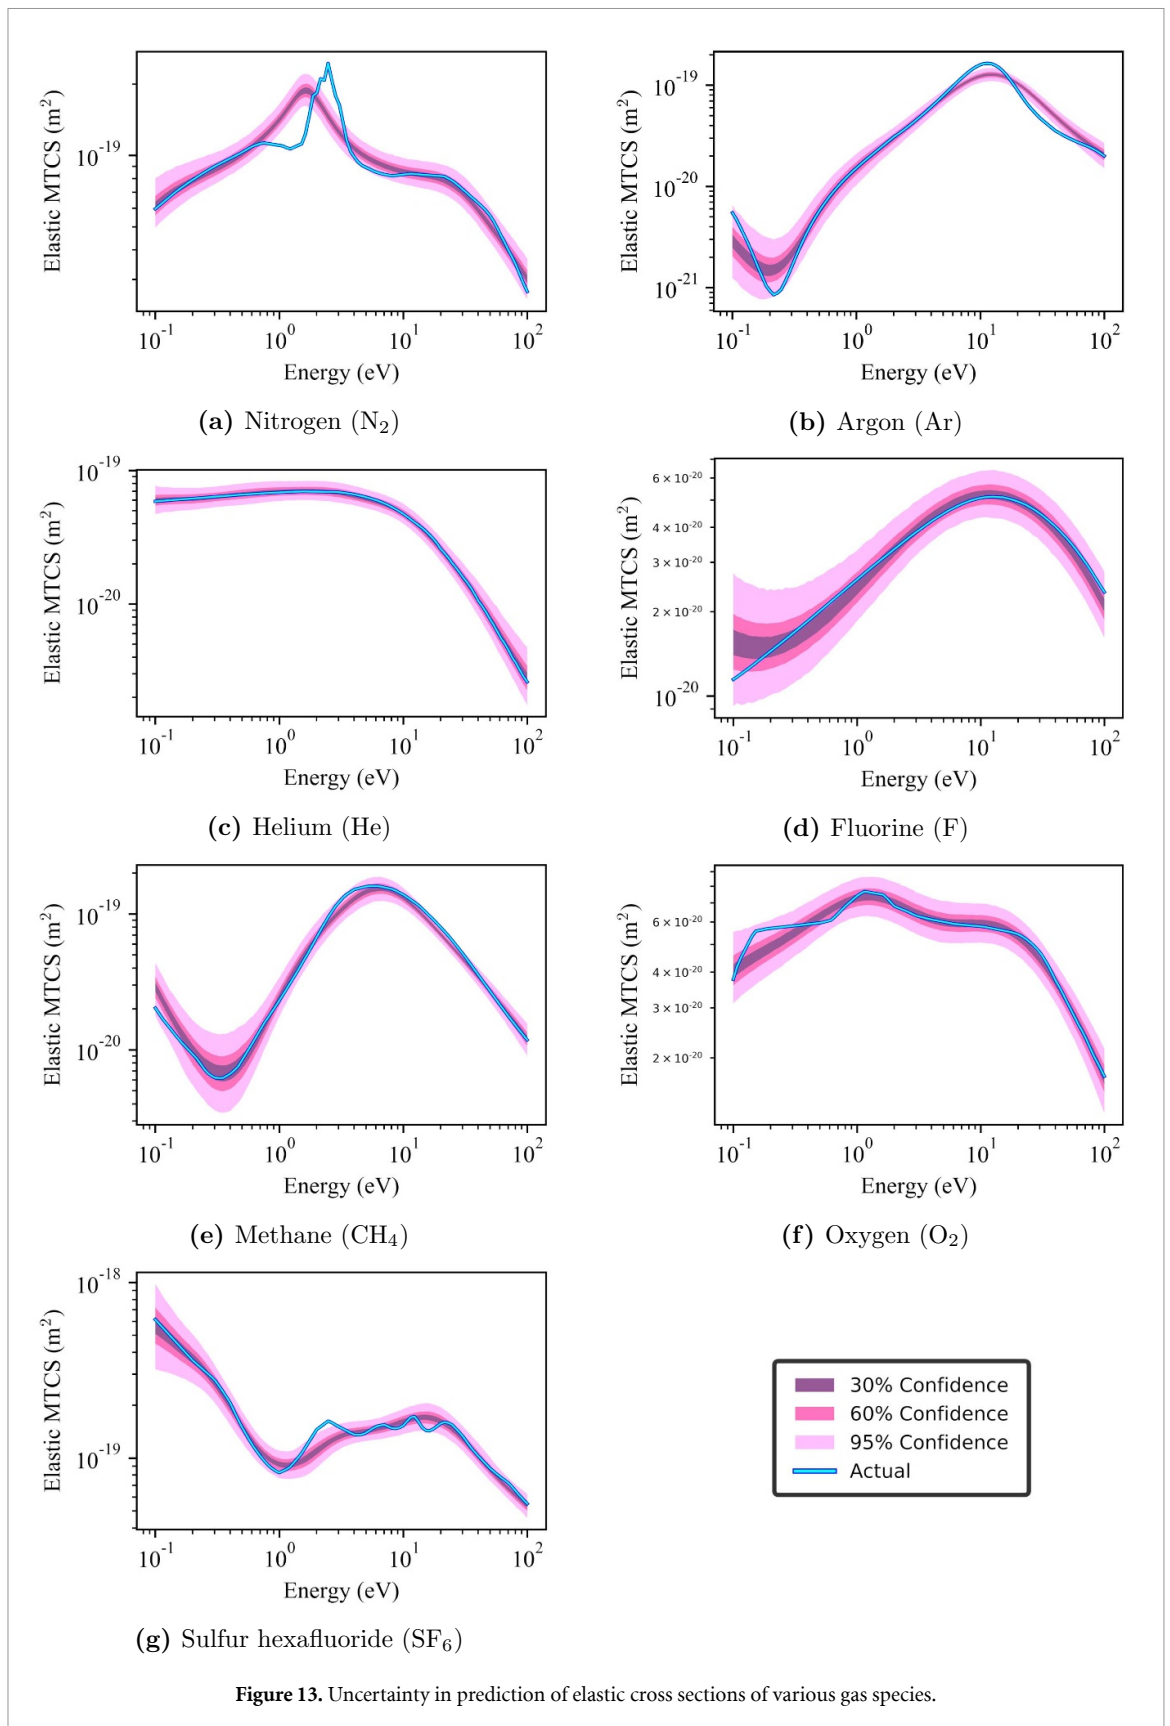 Elastic MTCS (m²)
10⁻¹⁹
10⁻¹ 10⁰ 10¹ 10²
Energy (eV)
(a) Nitrogen (N₂)
Elastic MTCS (m²)
10⁻¹⁹
10⁻²⁰
10⁻²¹
10⁻¹ 10⁰ 10¹ 10²
Energy (eV)
(b) Argon (Ar)
Elastic MTCS (m²)
10⁻¹⁹
10⁻²⁰
10⁻¹ 10⁰ 10¹ 10²
Energy (eV)
(c) Helium (He)
Elastic MTCS (m²)
6 × 10⁻²⁰
4 × 10⁻²⁰
3 × 10⁻²⁰
2 × 10⁻²⁰
10⁻²⁰
10⁻¹ 10⁰ 10¹ 10²
Energy (eV)
(d) Fluorine (F)
Elastic MTCS (m²)
10⁻¹⁹
10⁻²⁰
10⁻¹ 10⁰ 10¹ 10²
Energy (eV)
(e) Methane (CH₄)
Elastic MTCS (m²)
6 × 10⁻²⁰
4 × 10⁻²⁰
3 × 10⁻²⁰
2 × 10⁻²⁰
10⁻¹ 10⁰ 10¹ 10²
Energy (eV)
(f) Oxygen (O₂)
Elastic MTCS (m²)
10⁻¹⁸
10⁻¹⁹
10⁻¹ 10⁰ 10¹ 10²
Energy (eV)
(g) Sulfur hexafluoride (SF₆)
30% Confidence
60% Confidence
95% Confidence
Actual
Figure 13. Uncertainty in prediction of elastic cross sections of various gas species.